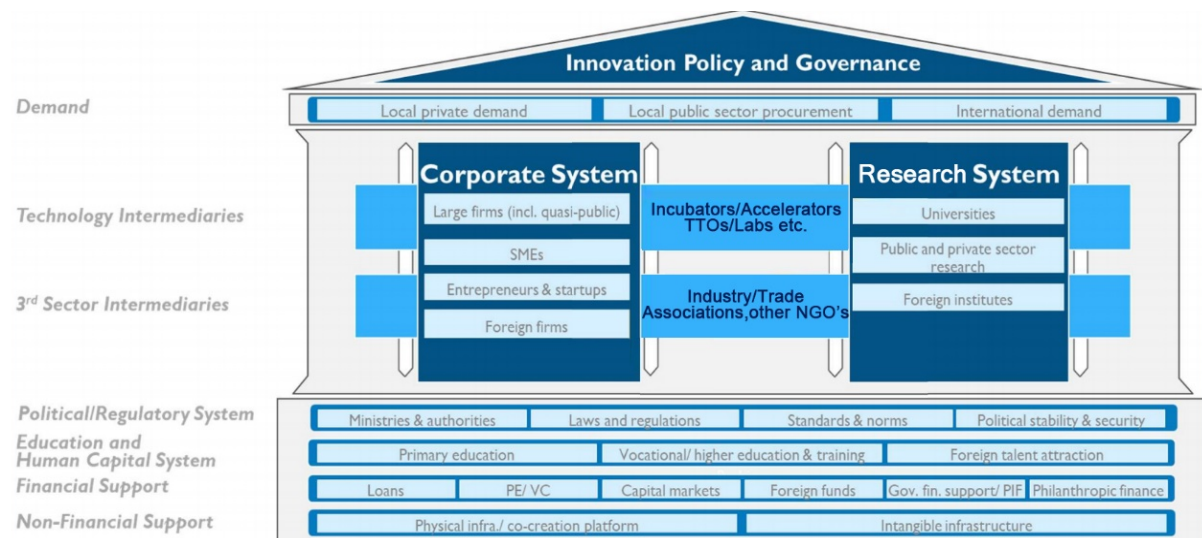 Innovation Policy and Governance
Demand
Local private demand
Local public sector procurement
International demand
Corporate System
Research System
Technology Intermediaries
Large firms (incl. quasi-public)
SMEs
Incubators/Accelerators
TTOs/Labs etc.
Universities
Public and private sector
research
3rd Sector Intermediaries
Entrepreneurs & startups
Foreign firms
Industry/Trade
Associations,other NGO's
Foreign institutes
Political/Regulatory System
Ministries & authorities
Laws and regulations
Standards & norms
Political stability & security
Education and
Human Capital System
Primary education
Vocational/ higher education & training
Foreign talent attraction
Financial Support
Loans
PE/ VC
Capital markets
Foreign funds
Gov. fin. support/ PIF
Philanthropic finance
Non-Financial Support
Physical infra./ co-creation platform
Intangible infrastructure